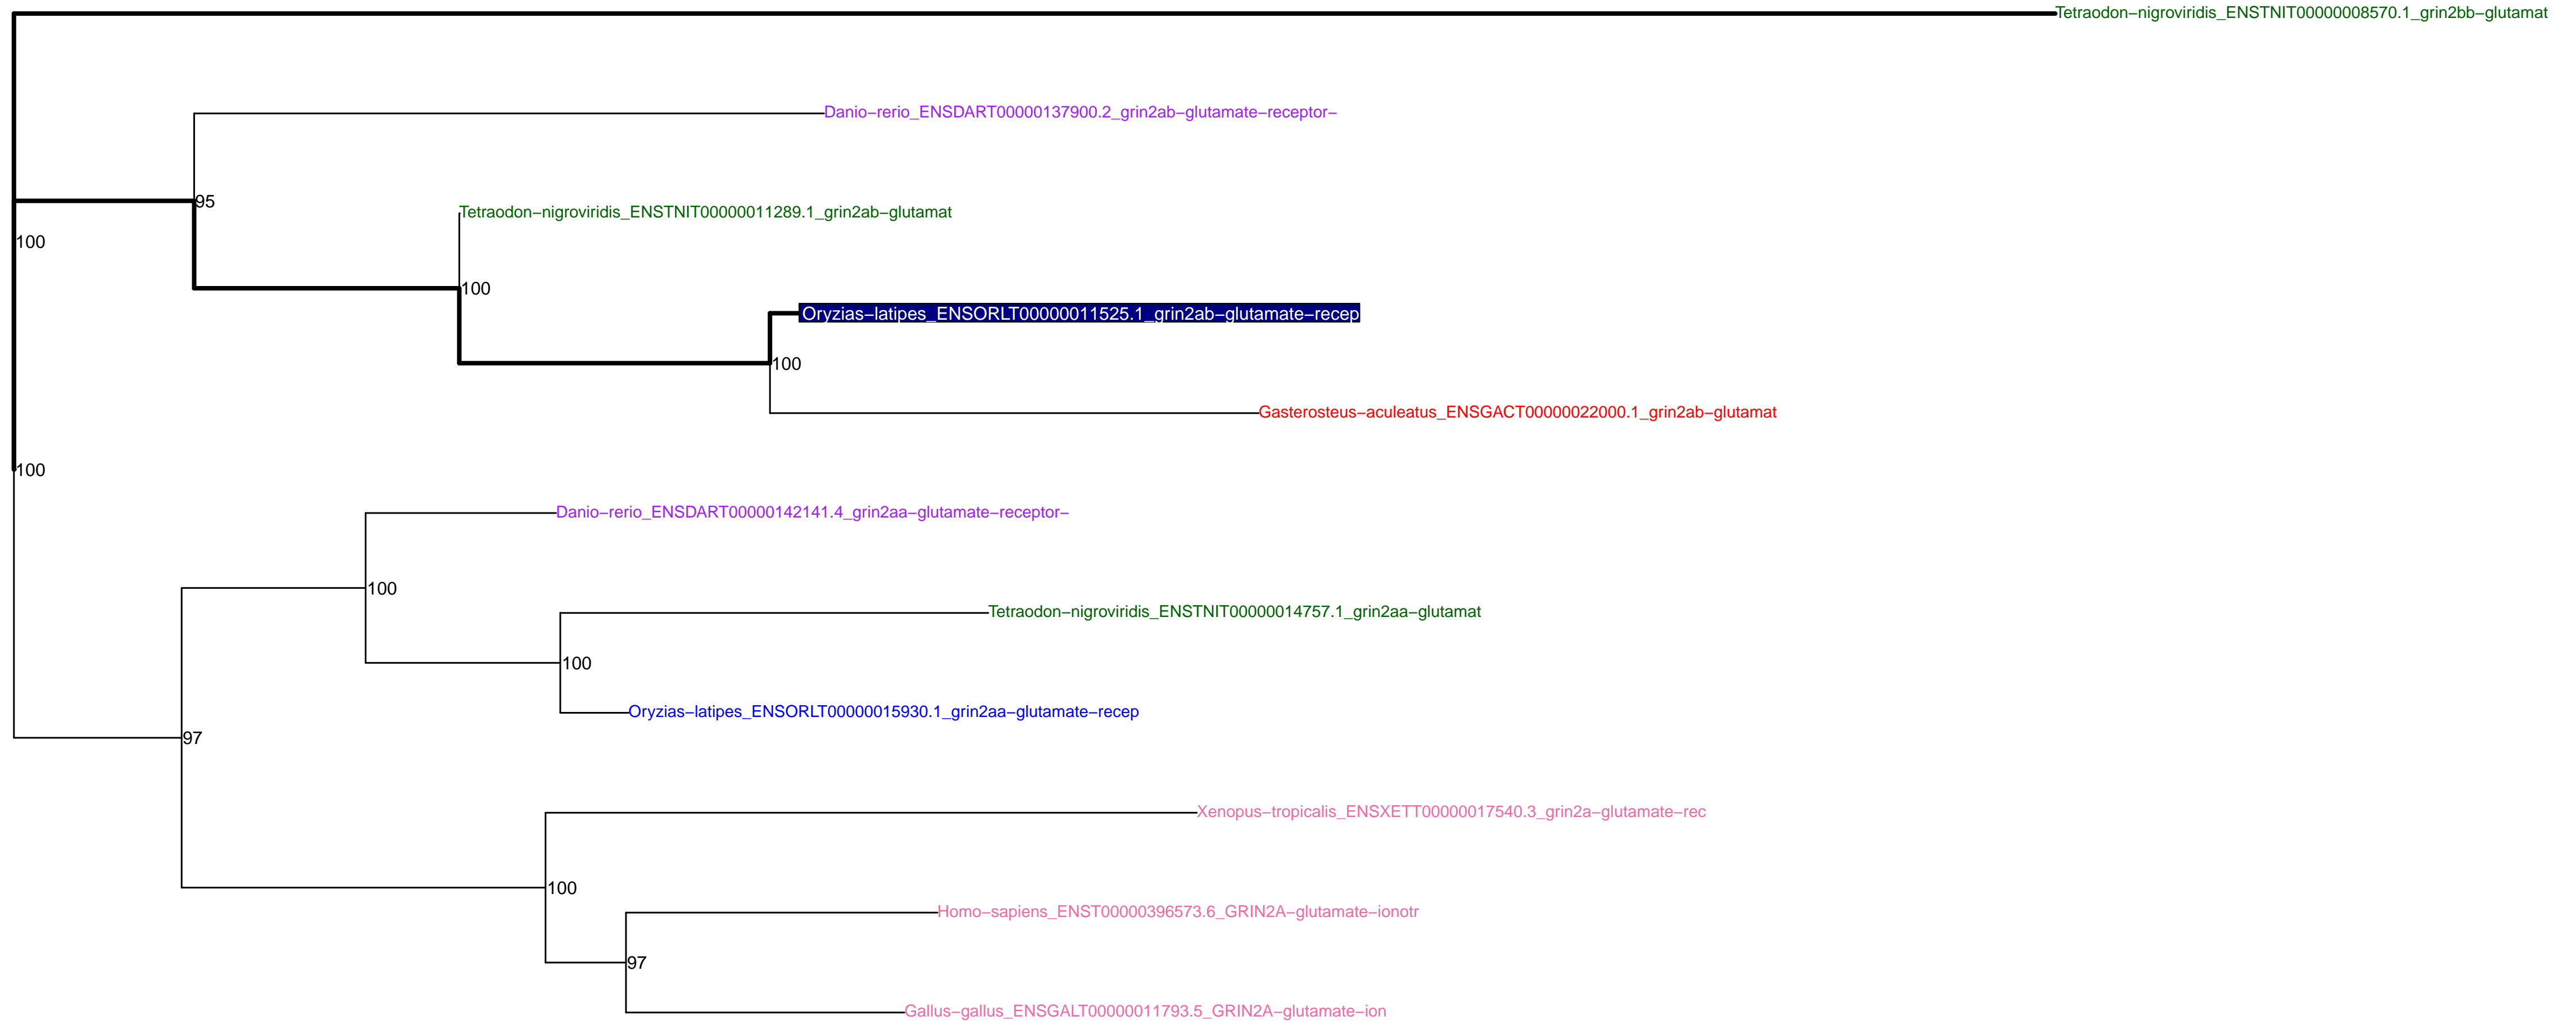 Tetraodon−nigroviridis_ENSTNIT00000008570.1_grin2bb−glutamat
Danio−rerio_ENSDART00000137900.2_grin2ab−glutamate−receptor−
95
Tetraodon−nigroviridis_ENSTNIT00000011289.1_grin2ab−glutamat
100
100
Oryzias−latipes_ENSORLT00000011525.1_grin2ab−glutamate−recep
100
Gasterosteus−aculeatus_ENSGACT00000022000.1_grin2ab−glutamat
100
Danio−rerio_ENSDART00000142141.4_grin2aa−glutamate−receptor−
100
Tetraodon−nigroviridis_ENSTNIT00000014757.1_grin2aa−glutamat
100
Oryzias−latipes_ENSORLT00000015930.1_grin2aa−glutamate−recep
97
Xenopus−tropicalis_ENSXETT00000017540.3_grin2a−glutamate−rec
100
Homo−sapiens_ENST00000396573.6_GRIN2A−glutamate−ionotr
97
Gallus−gallus_ENSGALT00000011793.5_GRIN2A−glutamate−ion